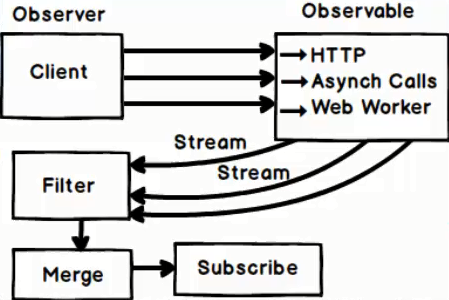 Observer
Observable
Client
HTTP
Asynch Calls
Web Worker
Stream
Stream
Filter
Merge
Subscribe